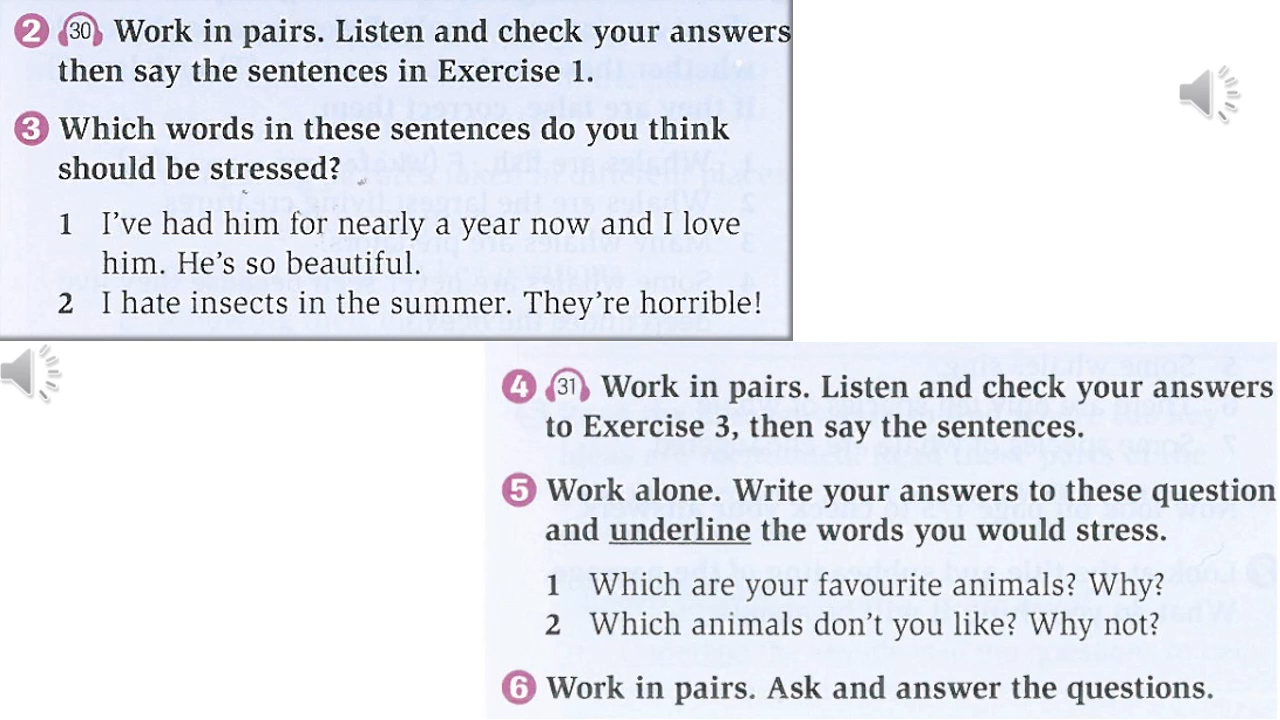 2 30 Work in pairs. Listen and check your answers
then say the sentences in Exercise 1.
3 Which words in these sentences do you think
should be stressed?
1 I've had him for nearly a year now and I love
him. He's so beautiful.
2 I hate insects in the summer. They're horrible!
4 31 Work in pairs. Listen and check your answers
to Exercise 3, then say the sentences.
5 Work alone. Write your answers to these question
and underline the words you would stress.
1 Which are your favourite animals? Why?
2 Which animals don't you like? Why not?
6 Work in pairs. Ask and answer the questions.